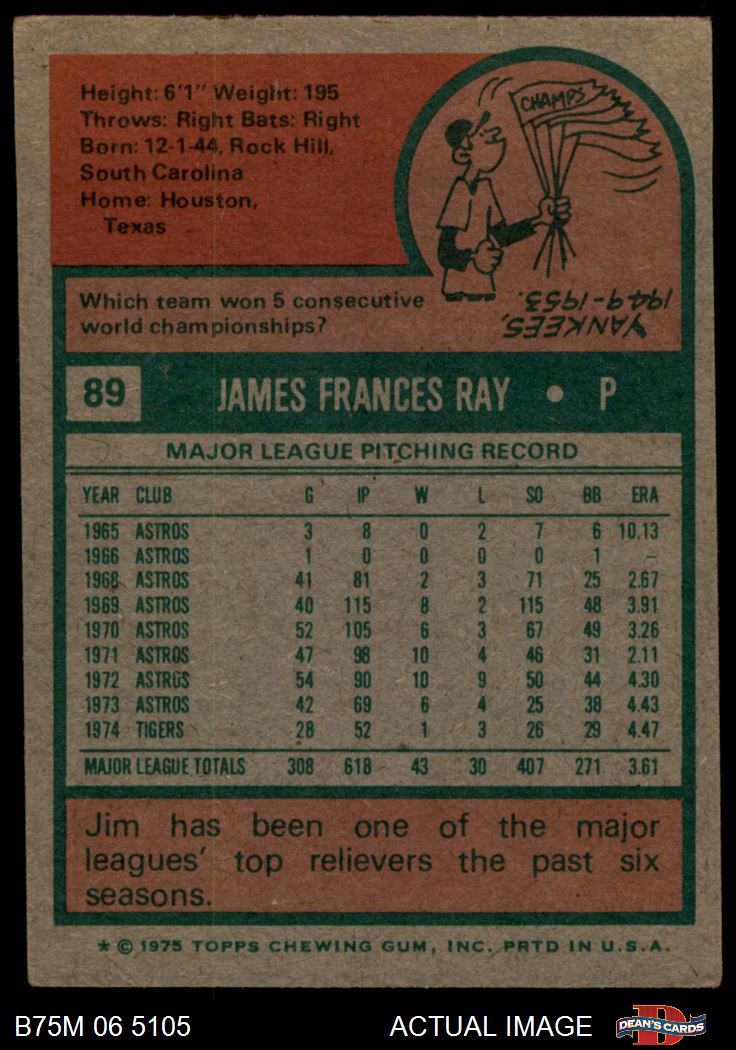 Height: 6'1" Weight: 195
Throws: Right Bats: Right
Born: 12-1-44, Rock Hill,
South Carolina
Home: Houston,
Texas
CHAMPS
Which team won 5 consecutive
world championships?
YANKEES,
1949-1953.
89 JAMES FRANCES RAY • P
MAJOR LEAGUE PITCHING RECORD
YEAR CLUB G IP W L SO BB ERA
1965 ASTROS 3 8 0 2 7 6 10.13
1966 ASTROS 1 0 0 0 0 1 –
1968 ASTROS 41 81 2 3 71 25 2.67
1969 ASTROS 40 115 8 2 115 48 3.91
1970 ASTROS 52 105 6 3 67 49 3.26
1971 ASTROS 47 98 10 4 46 31 2.11
1972 ASTROS 54 90 10 9 50 44 4.30
1973 ASTROS 42 69 6 4 25 38 4.43
1974 TIGERS 28 52 1 3 26 29 4.47
MAJOR LEAGUE TOTALS 308 618 43 30 407 271 3.61
Jim has been one of the major
leagues' top relievers the past six
seasons.
* © 1975 TOPPS CHEWING GUM, INC. PRTD IN U.S.A.
B75M 06 5105 ACTUAL IMAGE D DEAN'S CARDS